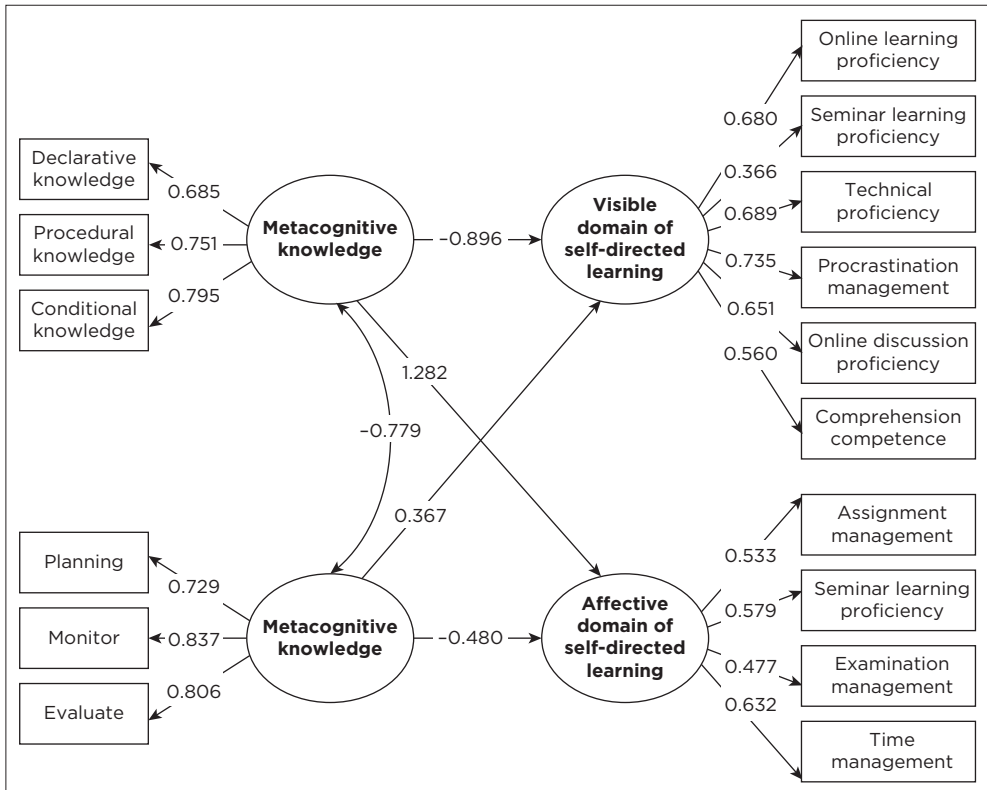 Online learning
proficiency
0.680
Seminar learning
proficiency
Declarative
knowledge
0.685
0.366
Metacognitive
knowledge
Visible
domain of
self-directed
learning
0.689
Technical
proficiency
Procedural
knowledge
0.751
−0.896
0.735
Procrastination
management
Conditional
knowledge
0.795
0.651
Online discussion
proficiency
0.560
1.282
Comprehension
competence
−0.779
0.367
Assignment
management
0.533
Planning
0.729
Metacognitive
knowledge
Affective
domain of
self-directed
learning
0.579
Seminar learning
proficiency
Monitor
0.837
−0.480
0.477
Examination
management
Evaluate
0.806
0.632
Time
management